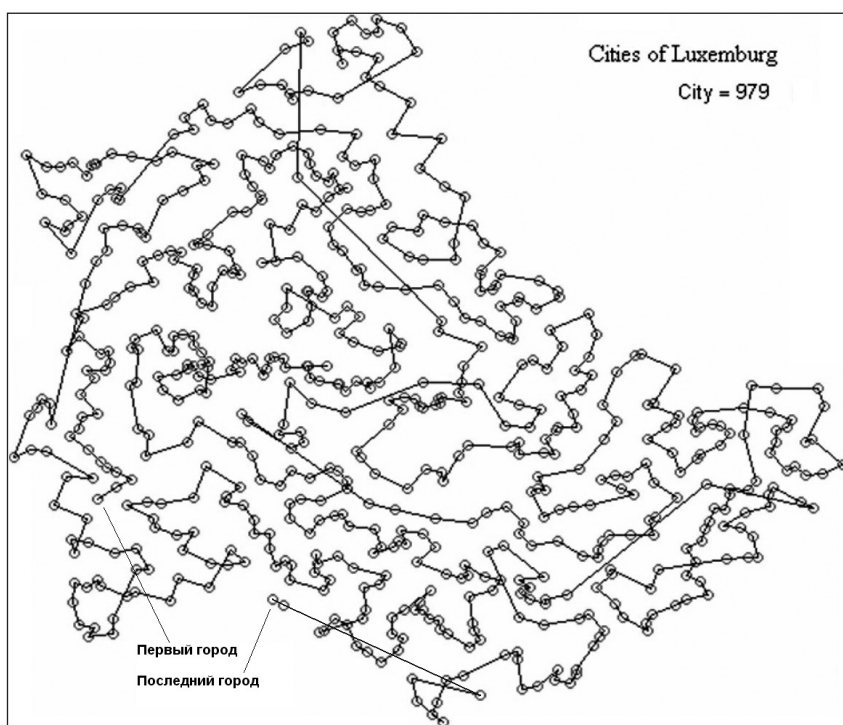 Cities of Luxemburg
City = 979
Первый город
Последний город